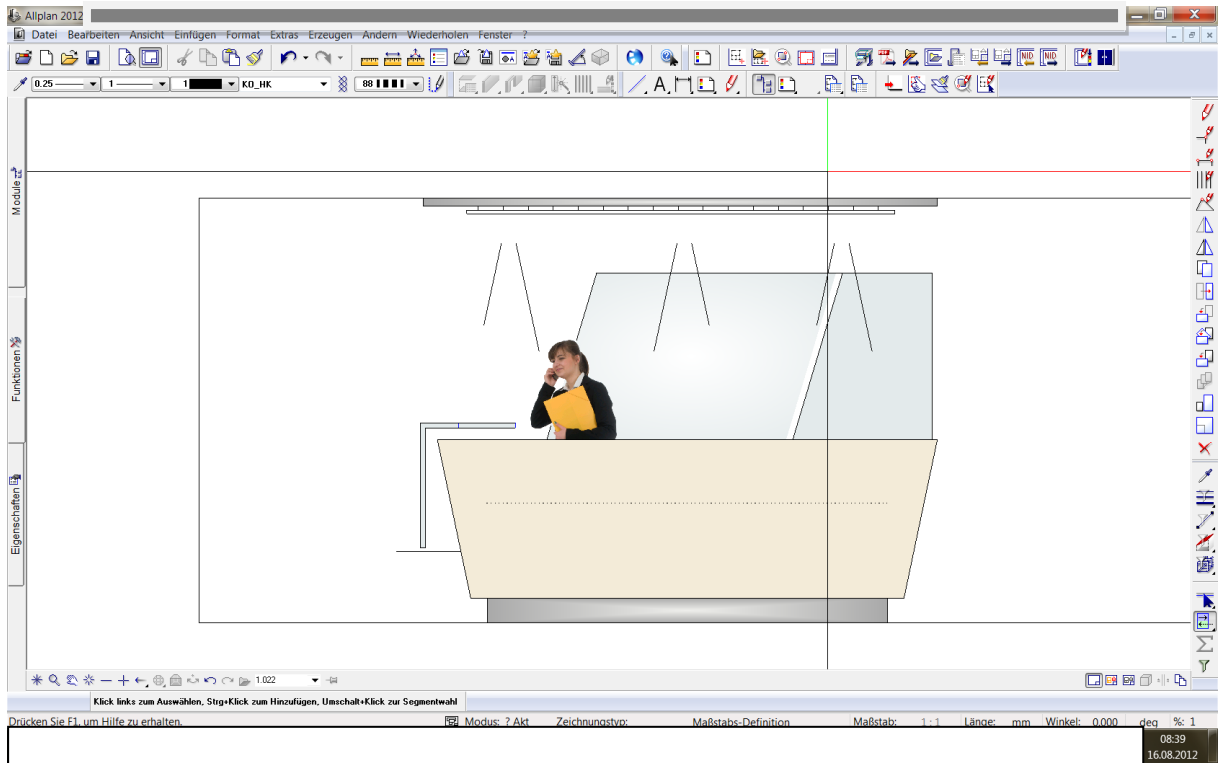 Allplan 2012
Datei Bearbeiten Ansicht Einfügen Format Extras Erzeugen Ändern Wiederholen Fenster ?
NID NID
0.25 1 1 KO_HK 88 A
Module
Funktionen
Eigenschaften
1.022
Klick links zum Auswählen, Strg+Klick zum Hinzufügen, Umschalt+Klick zur Segmentwahl
Drücken Sie F1, um Hilfe zu erhalten. Modus: ? Akt Zeichnungstyp: Maßstabs-Definition Maßstab: 1 : 1 Länge: mm Winkel: 0.000 deg %: 1
08:39
16.08.2012